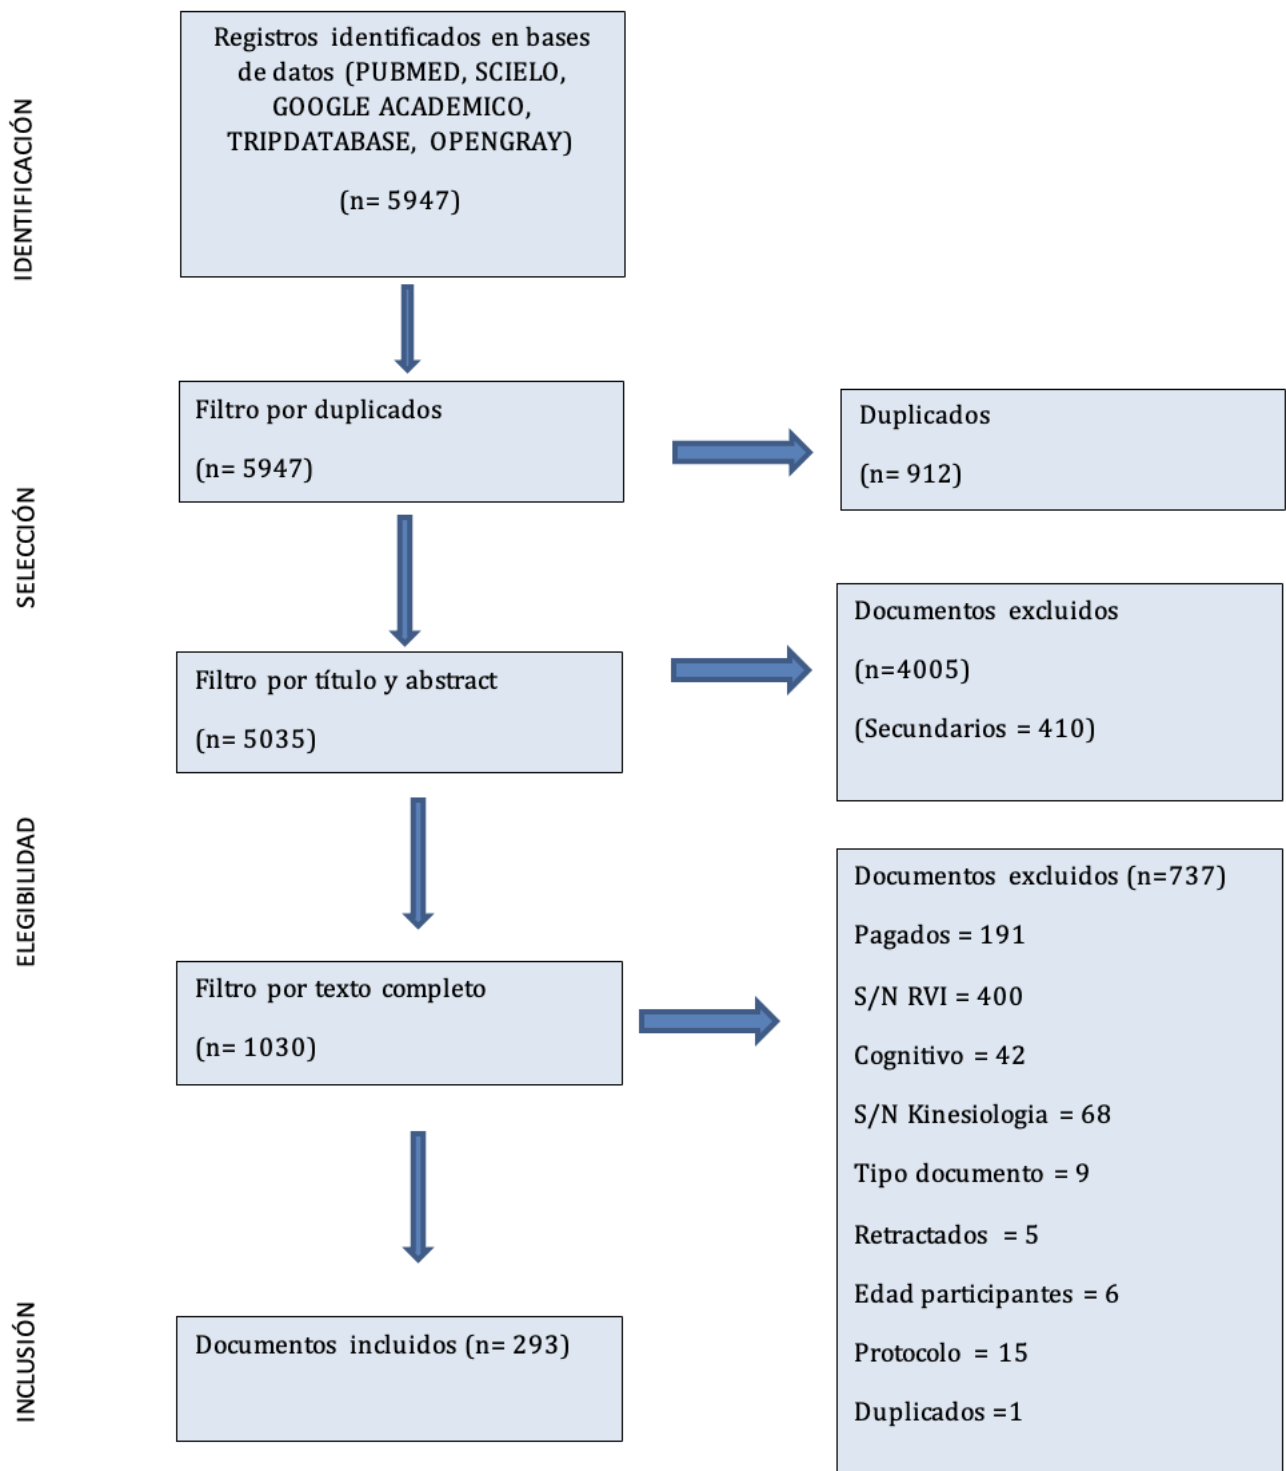 IDENTIFICACIÓN
Registros identificados en bases
de datos (PUBMED, SCIELO,
GOOGLE ACADEMICO,
TRIPDATABASE, OPENGRAY)
(n= 5947)
SELECCIÓN
Filtro por duplicados
(n= 5947)
Duplicados
(n= 912)
Filtro por título y abstract
(n= 5035)
Documentos excluidos
(n=4005)
(Secundarios = 410)
ELEGIBILIDAD
Filtro por texto completo
(n= 1030)
Documentos excluidos (n=737)
Pagados = 191
S/N RVI = 400
Cognitivo = 42
S/N Kinesiologia = 68
Tipo documento = 9
Retractados = 5
Edad participantes = 6
Protocolo = 15
Duplicados =1
INCLUSIÓN
Documentos incluidos (n= 293)